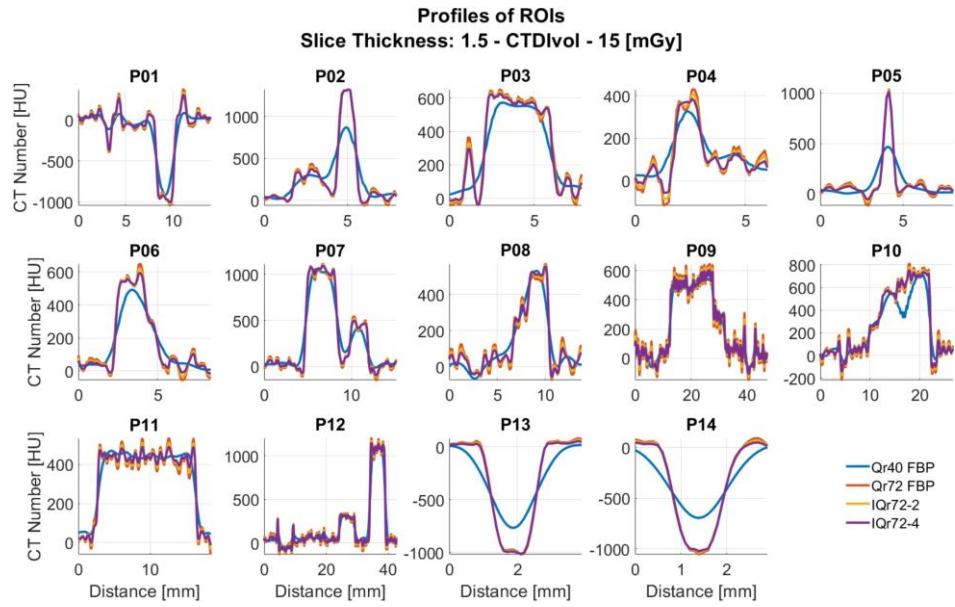 Profiles of ROIs
Slice Thickness: 1.5 - CTDIvol - 15 [mGy]
P01 P02 P03 P04 P05
CT Number [HU]
0
-500
-1000
0 5 10
1000
500
0
0 5
600
400
200
0
0 5
400
200
0
0 5
1000
500
0
0 5
P06 P07 P08 P09 P10
CT Number [HU]
600
400
200
0
0 5
1000
500
0
0 10
600
400
200
0
0 5 10
600
400
200
0
0 20 40
800
600
400
200
0
-200
0 10 20
P11 P12 P13 P14
CT Number [HU]
400
200
0
0 10
Distance [mm]
1000
500
0
0 20 40
Distance [mm]
0
-500
-1000
0 2
Distance [mm]
0
-500
-1000
0 1 2
Distance [mm]
Qr40 FBP
Qr72 FBP
IQr72-2
IQr72-4